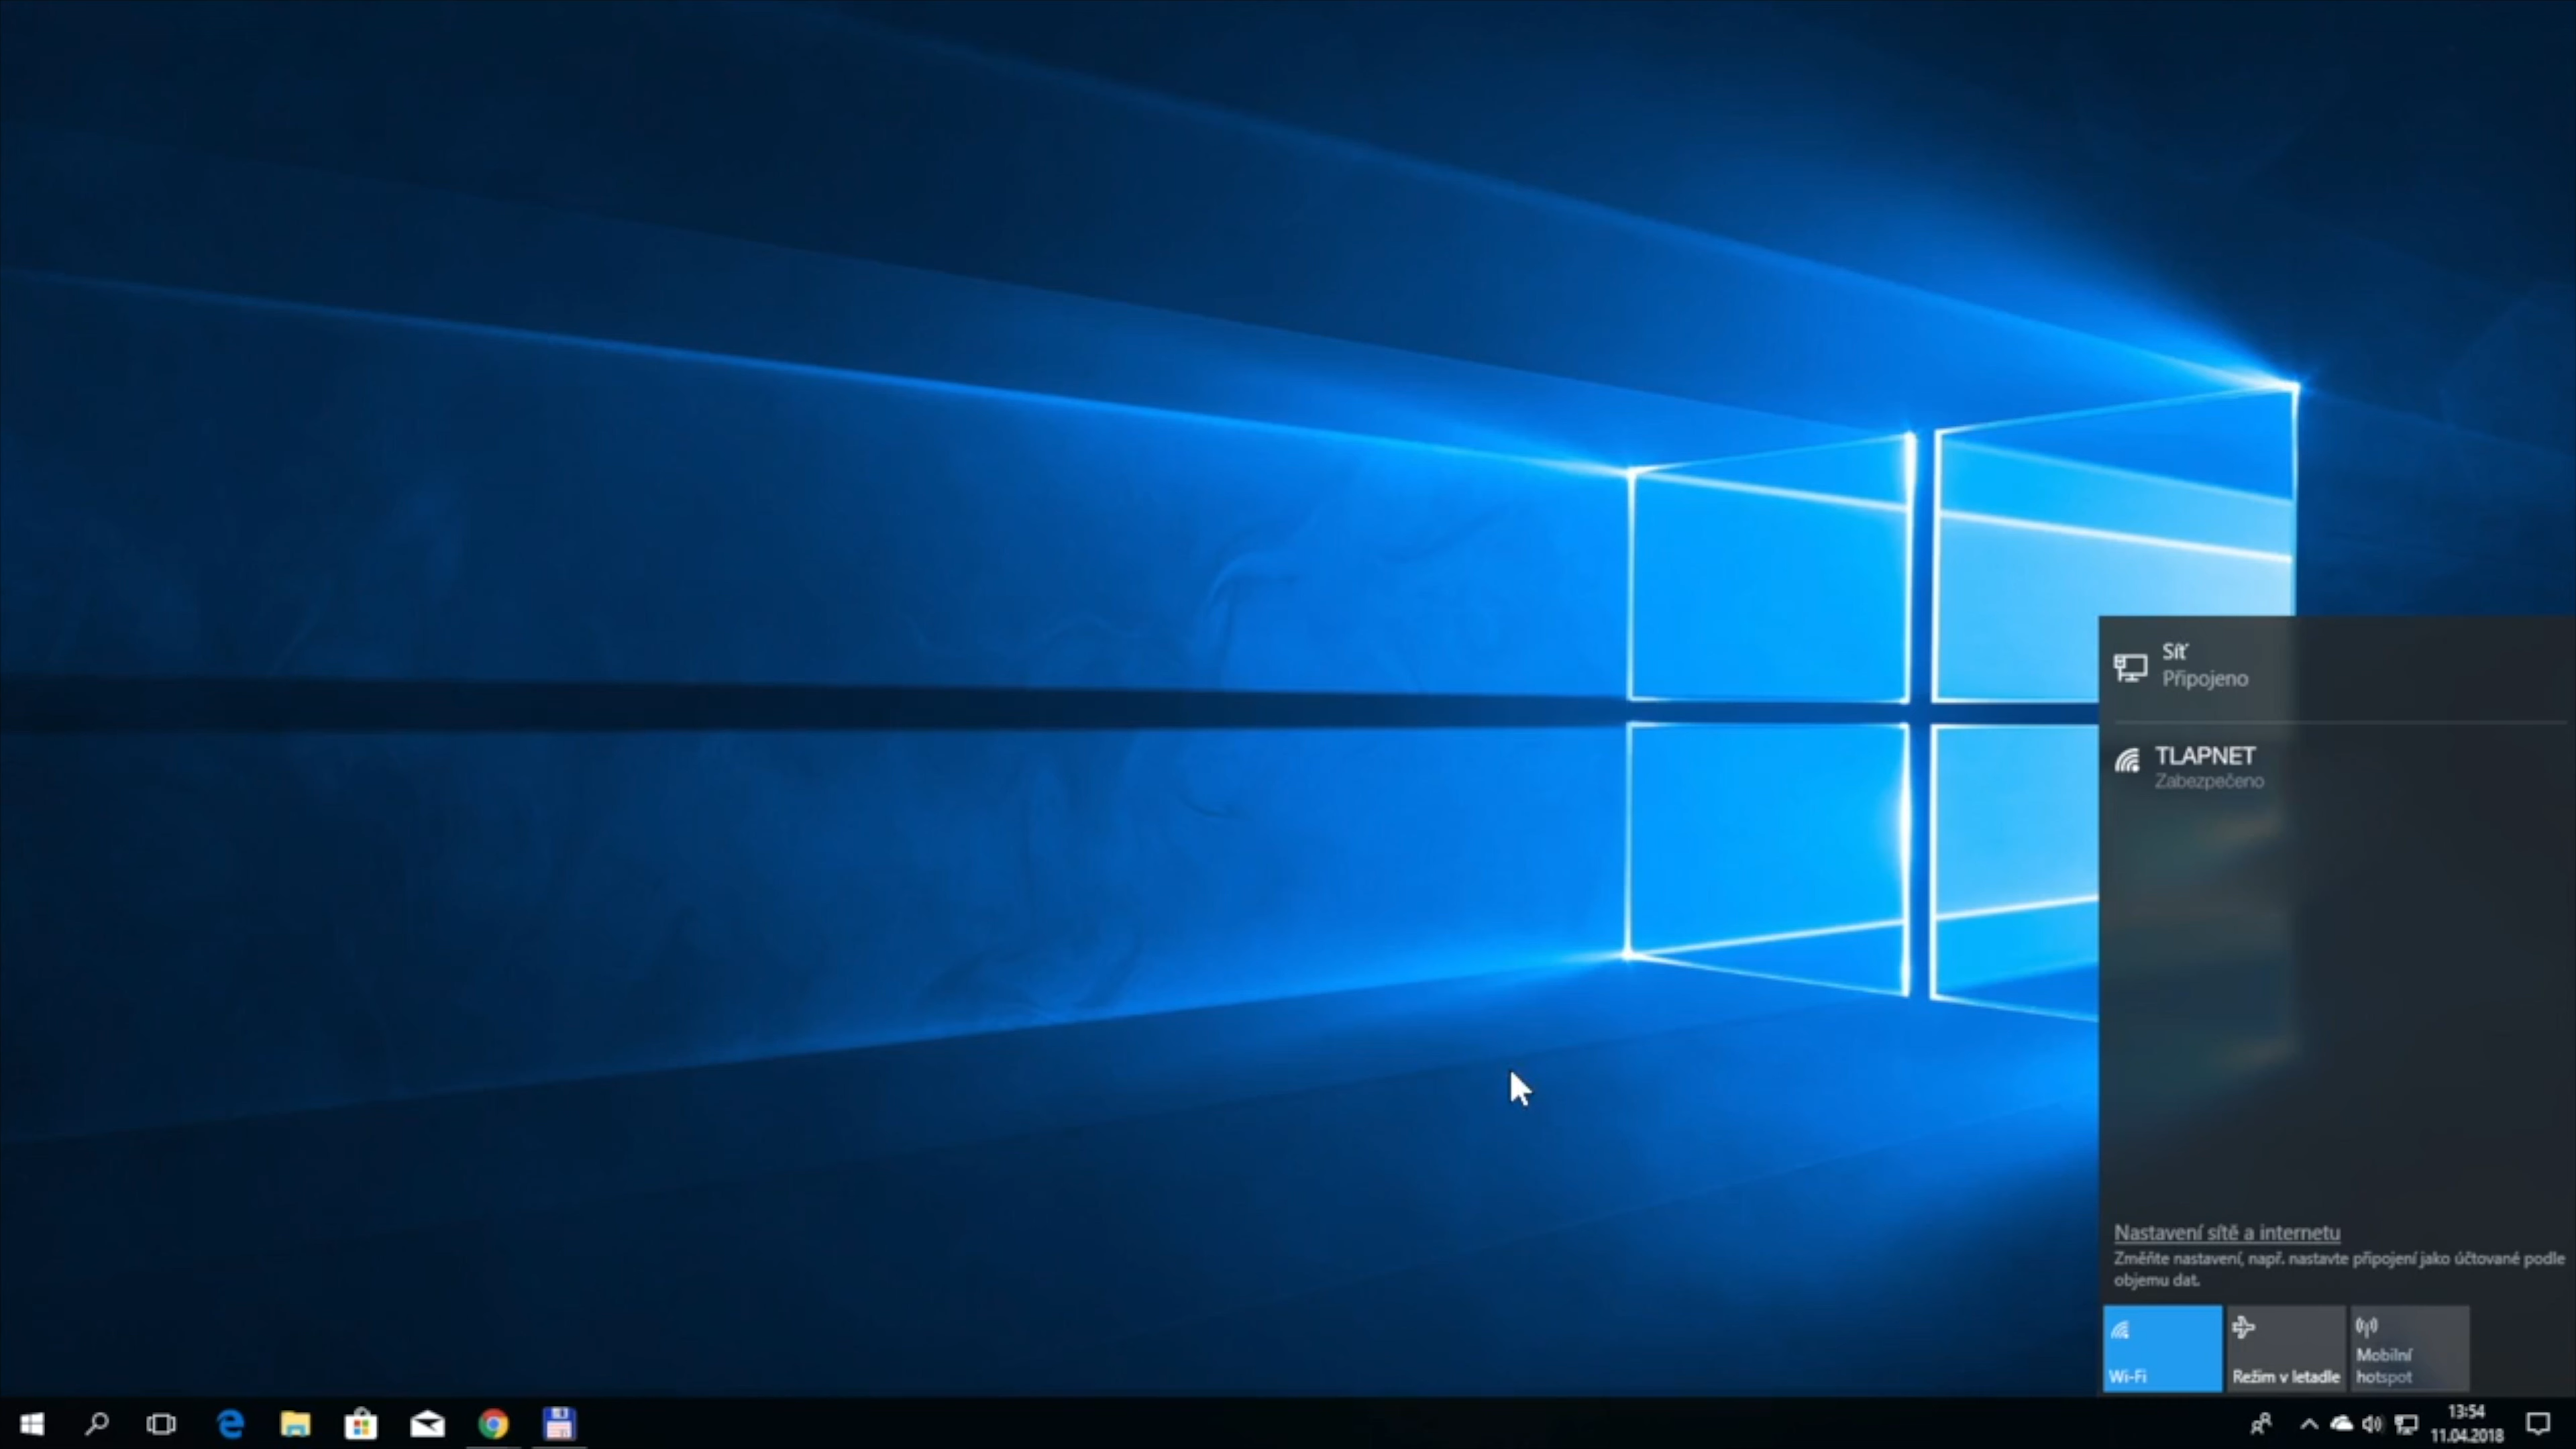 Síť
Připojeno
TLAPNET
Zabezpečeno
Nastavení sítě a internetu
Změňte nastavení, např. nastavte připojení jako účtované podle
objemu dat.
Wi-Fi
Režim v letadle
Mobilní
hotspot
13:54
11.04.2018